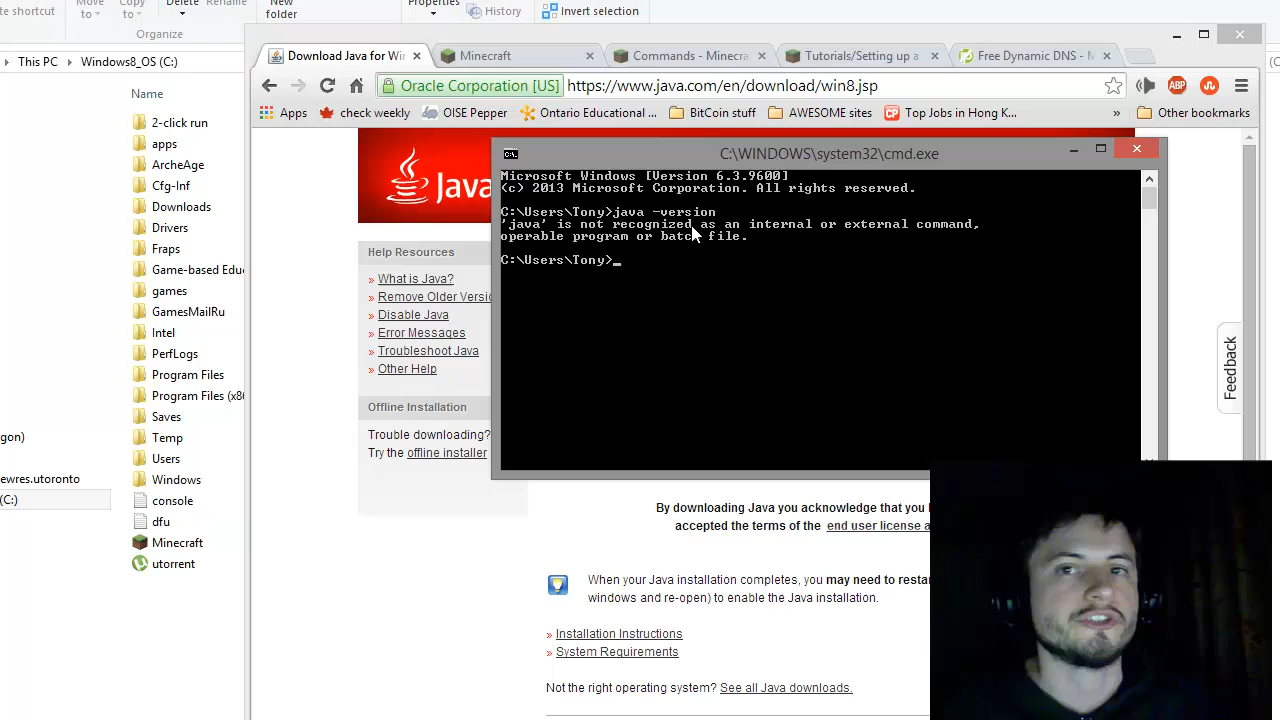 te shortcut
Move
to
Copy
to
Delete
Rename
New
folder
Properties
History
Invert selection
Organize
This PC
Windows8_OS (C:)
Name
2-click run
apps
ArcheAge
Cfg-Inf
Downloads
Drivers
Fraps
Game-based Edu
games
GamesMailRu
Intel
PerfLogs
Program Files
Program Files (x8
Saves
Temp
Users
Windows
console
dfu
Minecraft
utorrent
gon)
ewres.utoronto
(C:)
Download Java for Win
Minecraft
Commands - Minecra
Tutorials/Setting up a
Free Dynamic DNS - M
Oracle Corporation [US]
https://www.java.com/en/download/win8.jsp
ABP
Apps
check weekly
OISE Pepper
Ontario Educational ...
BitCoin stuff
AWESOME sites
CP
Top Jobs in Hong K...
»
Other bookmarks
Java
Help Resources
» What is Java?
» Remove Older Versio
» Disable Java
» Error Messages
» Troubleshoot Java
» Other Help
Offline Installation
Trouble downloading?
Try the offline installer
C:\WINDOWS\system32\cmd.exe
Microsoft Windows [Version 6.3.9600]
(c) 2013 Microsoft Corporation. All rights reserved.
C:\Users\Tony>java -version
'java' is not recognized as an internal or external command,
operable program or batch file.
C:\Users\Tony>_
Feedback
By downloading Java you acknowledge that you
accepted the terms of the end user license a
When your Java installation completes, you may need to resta
windows and re-open) to enable the Java installation.
» Installation Instructions
» System Requirements
Not the right operating system? See all Java downloads.